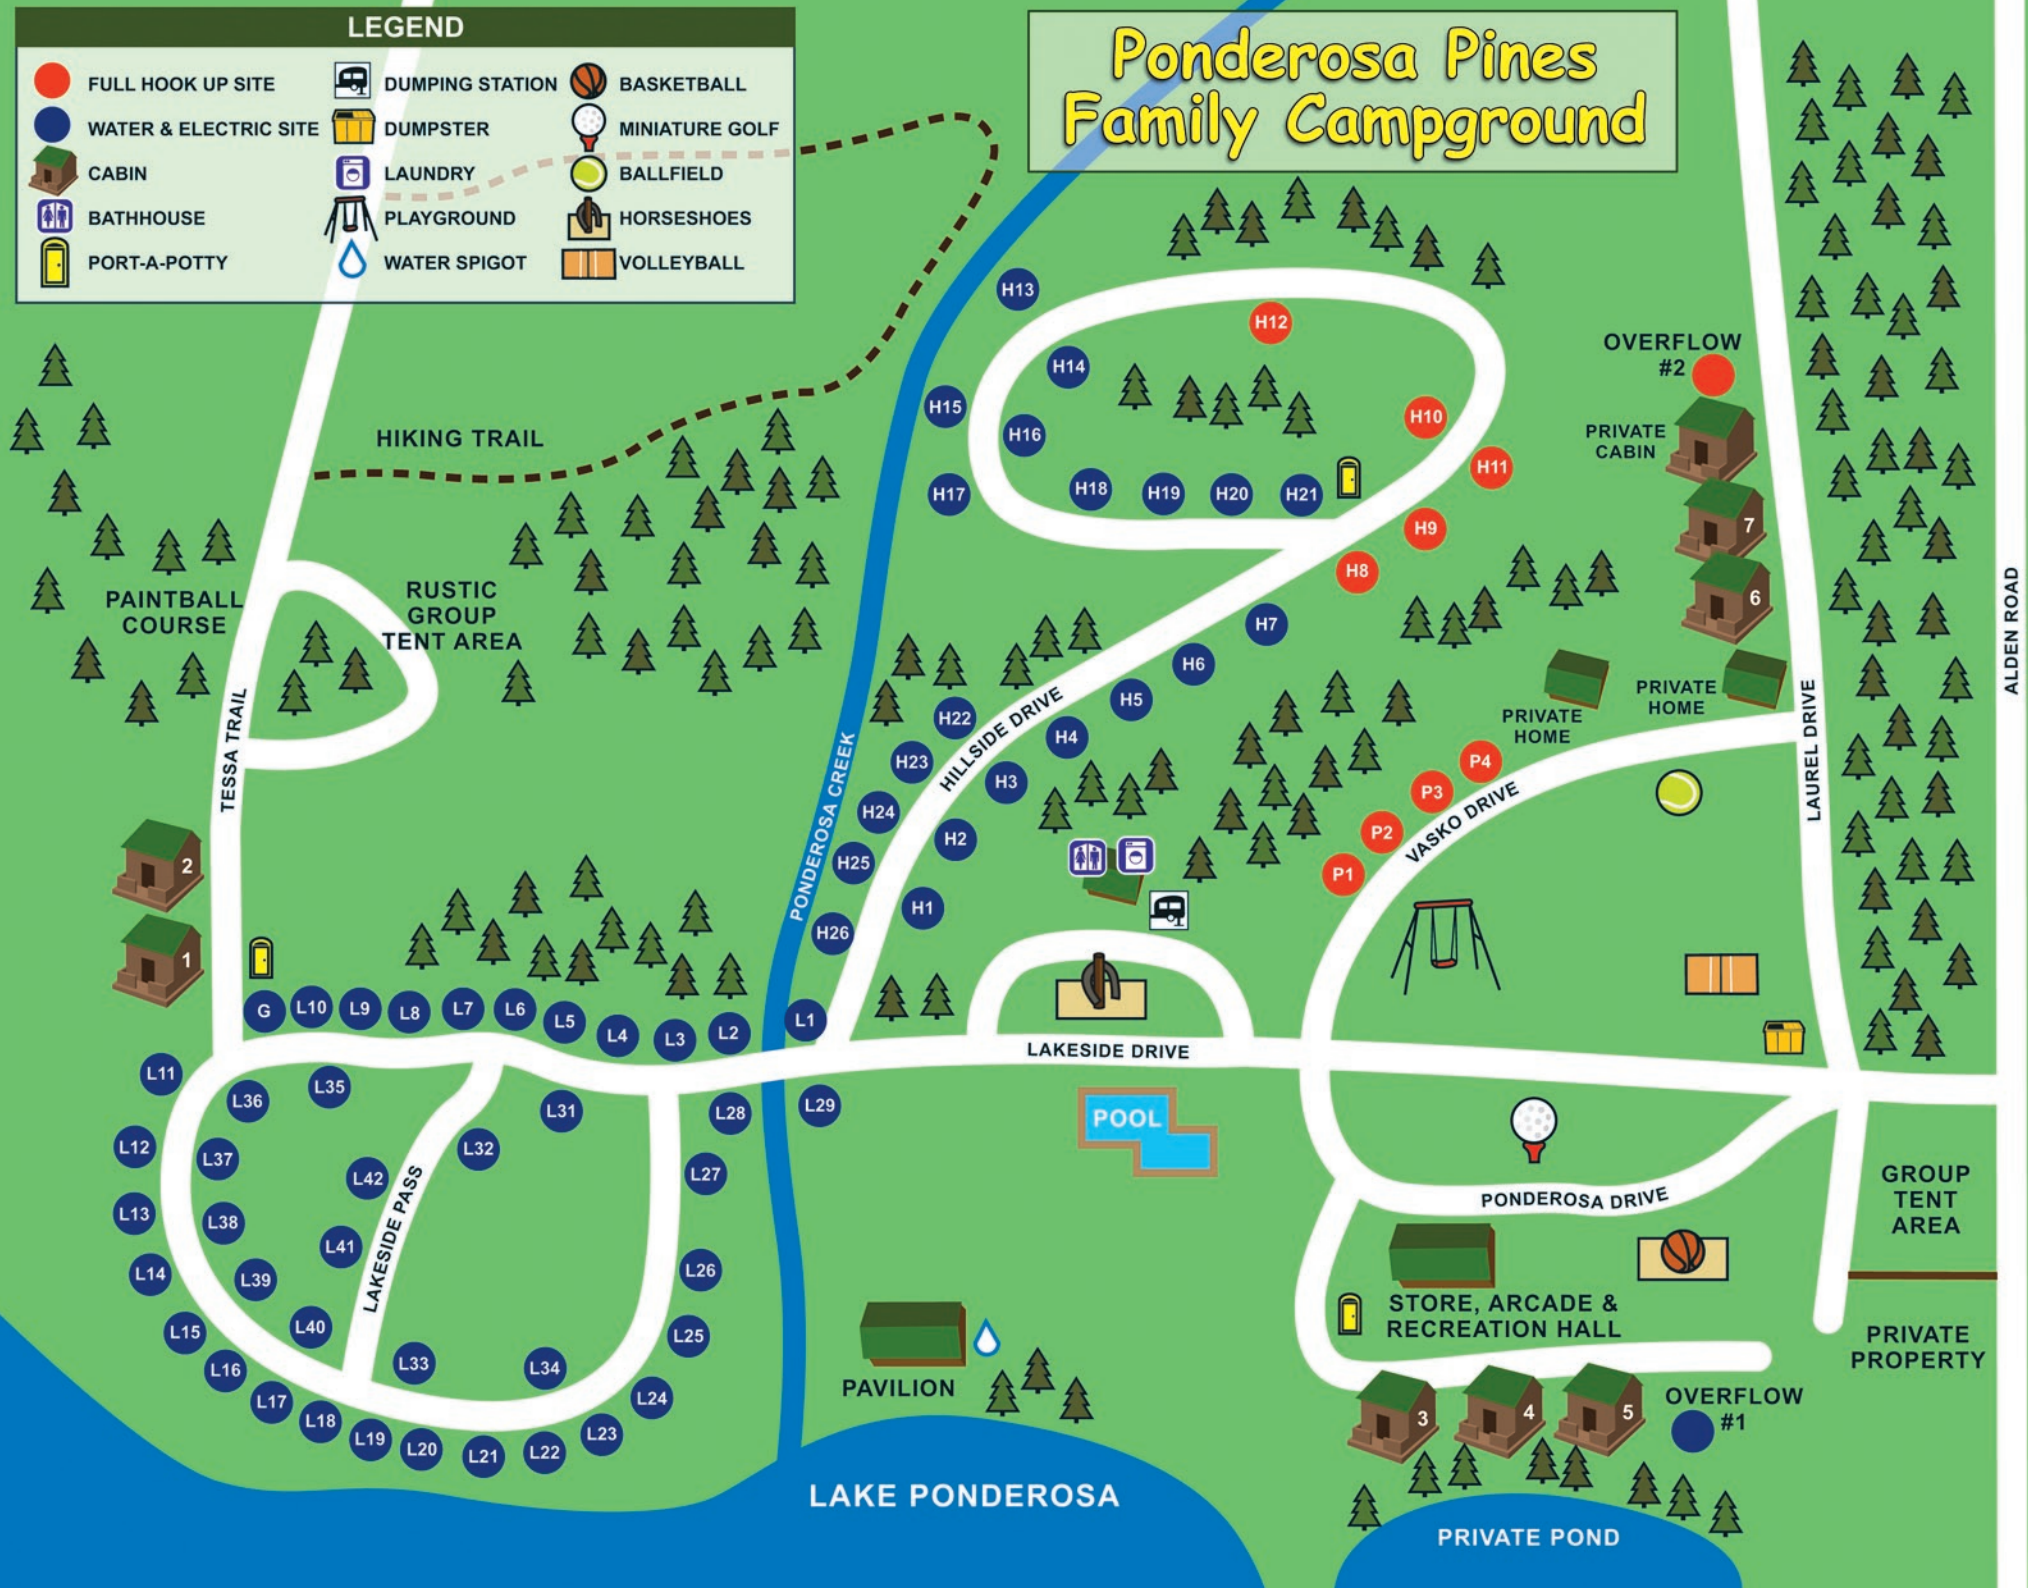 LEGEND
FULL HOOK UP SITE
WATER & ELECTRIC SITE
CABIN
BATHHOUSE
PORT-A-POTTY
DUMPING STATION
DUMPSTER
LAUNDRY
PLAYGROUND
WATER SPIGOT
BASKETBALL
MINIATURE GOLF
BALLFIELD
HORSESHOES
VOLLEYBALL
Ponderosa Pines
Family Campground
H13
H12
H14
H15
H16
H10
H11
H17
H18
H19
H20
H21
H9
H8
H7
H6
H5
H4
H3
H2
H1
H22
H23
H24
H25
H26
HILLSIDE DRIVE
OVERFLOW
#2
PRIVATE
CABIN
7
6
PRIVATE
HOME
PRIVATE
HOME
ALDEN ROAD
LAUREL DRIVE
HIKING TRAIL
PAINTBALL
COURSE
RUSTIC
GROUP
TENT AREA
TESSA TRAIL
PONDEROSA CREEK
P4
P3
P2
P1
VASKO DRIVE
2
1
G
L10
L9
L8
L7
L6
L5
L4
L3
L2
L1
LAKESIDE DRIVE
L11
L36
L35
L31
L28
L29
L12
L37
L42
L32
L27
L13
L38
L41
LAKESIDE PASS
L26
L14
L39
L40
L15
L16
L33
L34
L25
L17
L18
L19
L20
L21
L22
L23
L24
POOL
PONDEROSA DRIVE
GROUP
TENT
AREA
STORE, ARCADE &
RECREATION HALL
PRIVATE
PROPERTY
PAVILION
3
4
5
OVERFLOW
#1
LAKE PONDEROSA
PRIVATE POND